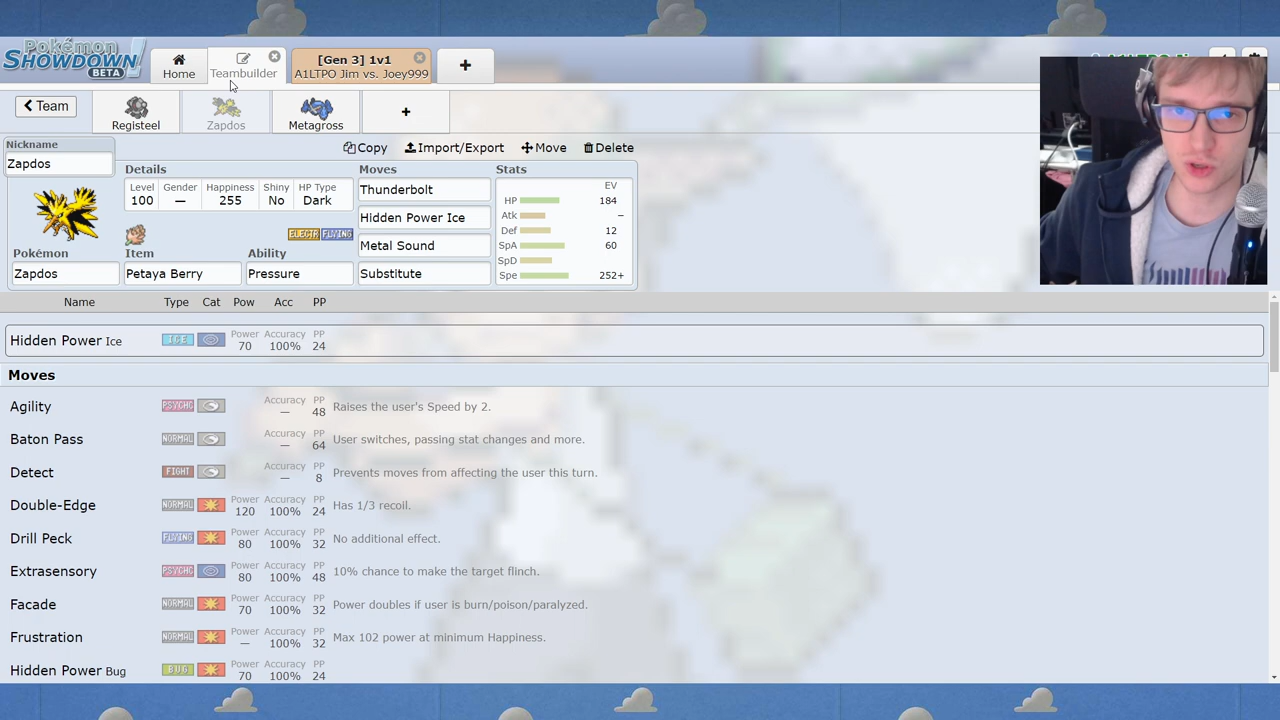 Pokémon
SHOWDOWN!
BETA
Home
Teambuilder
[Gen 3] 1v1
A1LTPO Jim vs. Joey999
+
Team
Registeel
Zapdos
Metagross
+
Nickname
Zapdos
Copy
Import/Export
Move
Delete
Details
Level
100
Gender
—
Happiness
255
Shiny
No
HP Type
Dark
ELECTR
FLYING
Pokémon
Zapdos
Item
Petaya Berry
Ability
Pressure
Moves
Thunderbolt
Hidden Power Ice
Metal Sound
Substitute
Stats
EV
HP 184
Atk –
Def 12
SpA 60
SpD
Spe 252+
Name Type Cat Pow Acc PP
Hidden Power Ice ICE Power 70 Accuracy 100% PP 24
Moves
Agility PSYCHC Accuracy — PP 48 Raises the user's Speed by 2.
Baton Pass NORMAL Accuracy — PP 64 User switches, passing stat changes and more.
Detect FIGHT Accuracy — PP 8 Prevents moves from affecting the user this turn.
Double-Edge NORMAL Power 120 Accuracy 100% PP 24 Has 1/3 recoil.
Drill Peck FLYING Power 80 Accuracy 100% PP 32 No additional effect.
Extrasensory PSYCHC Power 80 Accuracy 100% PP 48 10% chance to make the target flinch.
Facade NORMAL Power 70 Accuracy 100% PP 32 Power doubles if user is burn/poison/paralyzed.
Frustration NORMAL Power — Accuracy 100% PP 32 Max 102 power at minimum Happiness.
Hidden Power Bug BUG Power 70 Accuracy 100% PP 24